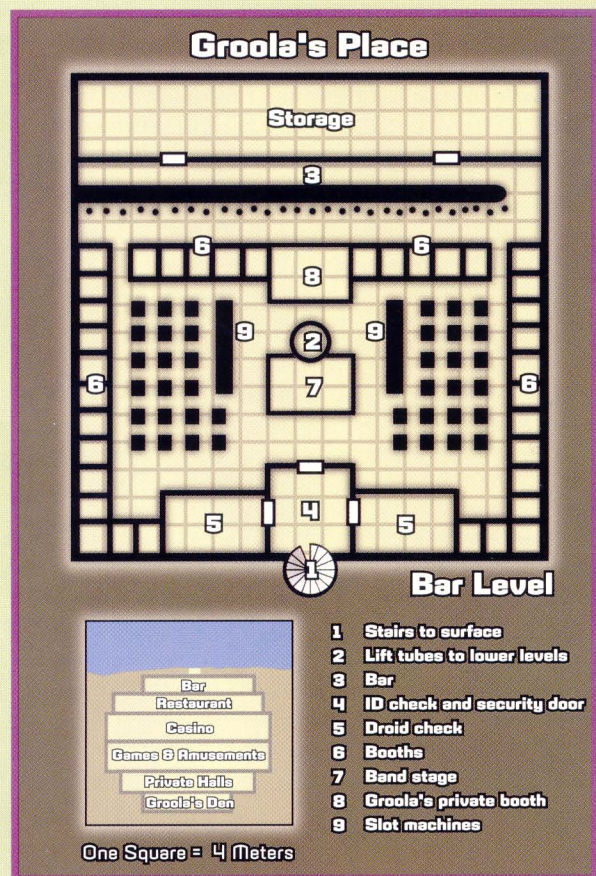 Groola's Place
Storage
3
6 6
8
9 2 9
6 7 6
4
5 5
1
Bar Level
Bar
Restaurant
Casino
Games & Amusements
Private Halls
Groola's Den
One Square = 4 Meters
1 Stairs to surface
2 Lift tubes to lower levels
3 Bar
4 ID check and security door
5 Droid check
6 Booths
7 Band stage
8 Groola's private booth
9 Slot machines